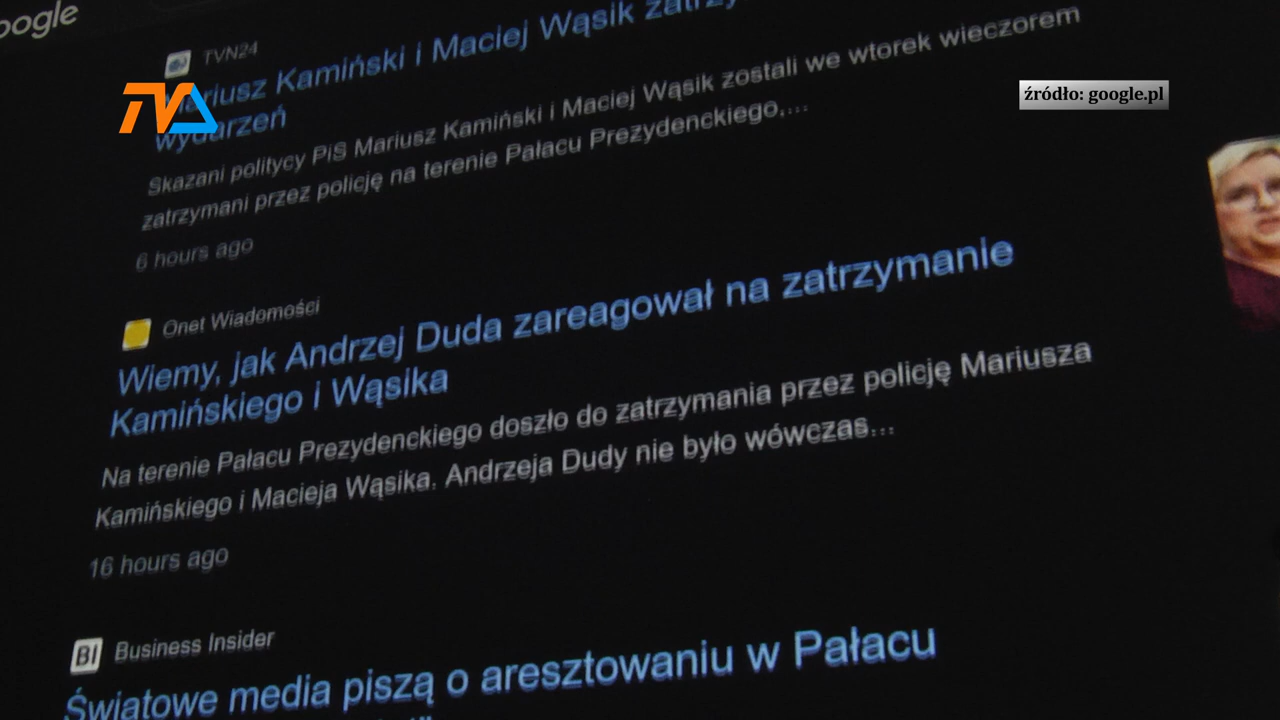 oogle
TVN24
Mariusz Kamiński i Maciej Wąsik
TVA
źródło: google.pl
wydarzeń
Skazani politycy PiS Mariusz Kamiński i Maciej Wąsik zostali we wtorek wieczorem
zatrzymani przez policję na terenie Pałacu Prezydenckiego,...
6 hours ago
Onet Wiadomości
Wiemy, jak Andrzej Duda zareagował na zatrzymanie
Kamińskiego i Wąsika
Na terenie Pałacu Prezydenckiego doszło do zatrzymania przez policję Mariusza
Kamińskiego i Macieja Wąsika. Andrzeja Dudy nie było wówczas...
16 hours ago
BI Business Insider
Światowe media piszą o aresztowaniu w Pałacu